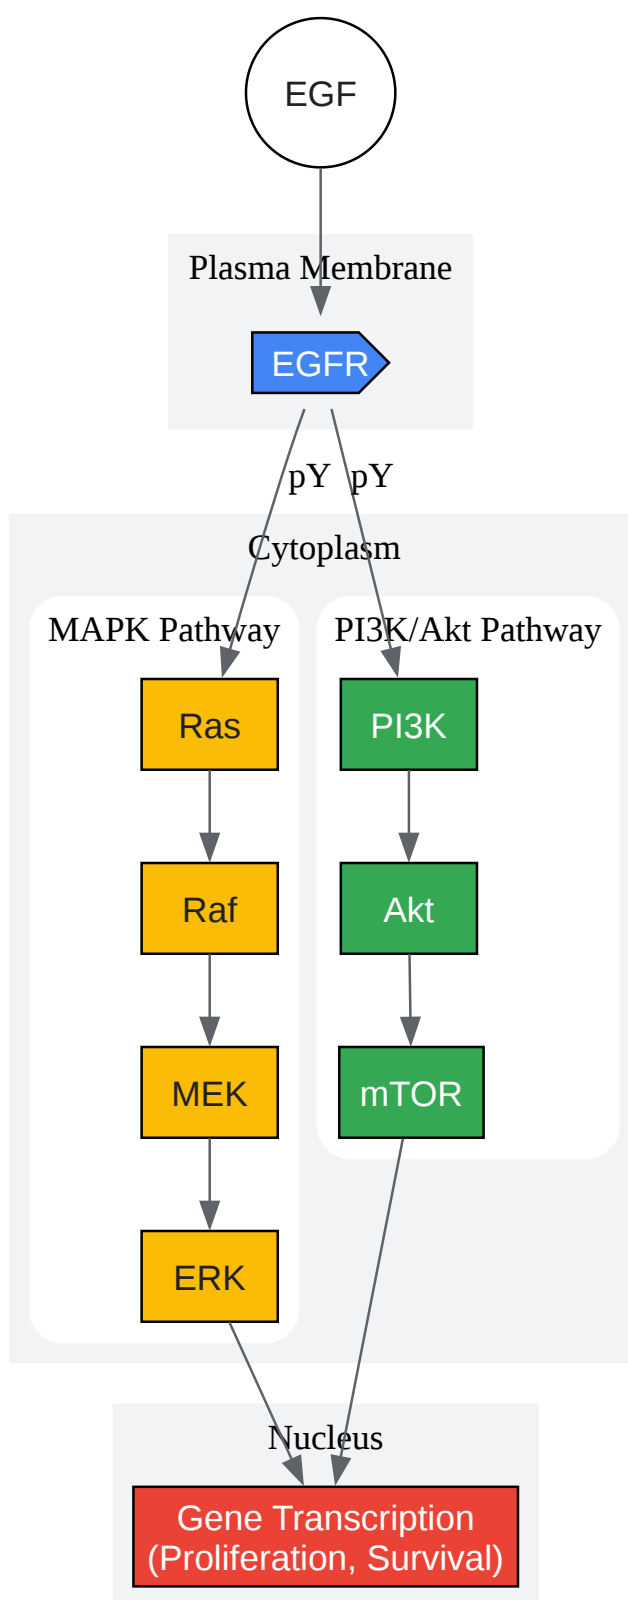 EGF
Plasma Membrane
EGFR
pY pY
Cytoplasm
MAPK Pathway
PI3K/Akt Pathway
Ras
PI3K
Raf
Akt
MEK
mTOR
ERK
Nucleus
Gene Transcription
(Proliferation, Survival)